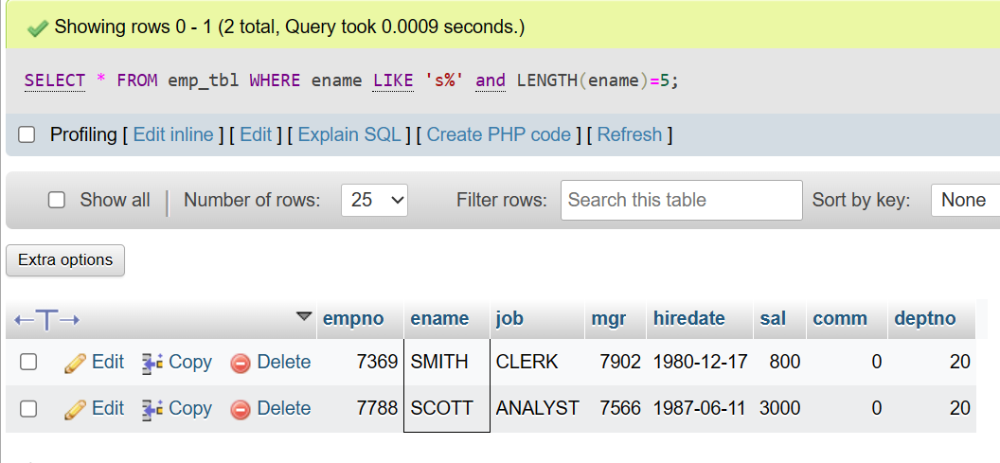 Showing rows 0 - 1 (2 total, Query took 0.0009 seconds.)
SELECT * FROM emp_tbl WHERE ename LIKE 's%' and LENGTH(ename)=5;
Profiling [ Edit inline ] [ Edit ] [ Explain SQL ] [ Create PHP code ] [ Refresh ]
Show all | Number of rows: 25 Filter rows: Search this table Sort by key: None
Extra options
←T→ empno ename job mgr hiredate sal comm deptno
Edit Copy Delete 7369 SMITH CLERK 7902 1980-12-17 800 0 20
Edit Copy Delete 7788 SCOTT ANALYST 7566 1987-06-11 3000 0 20